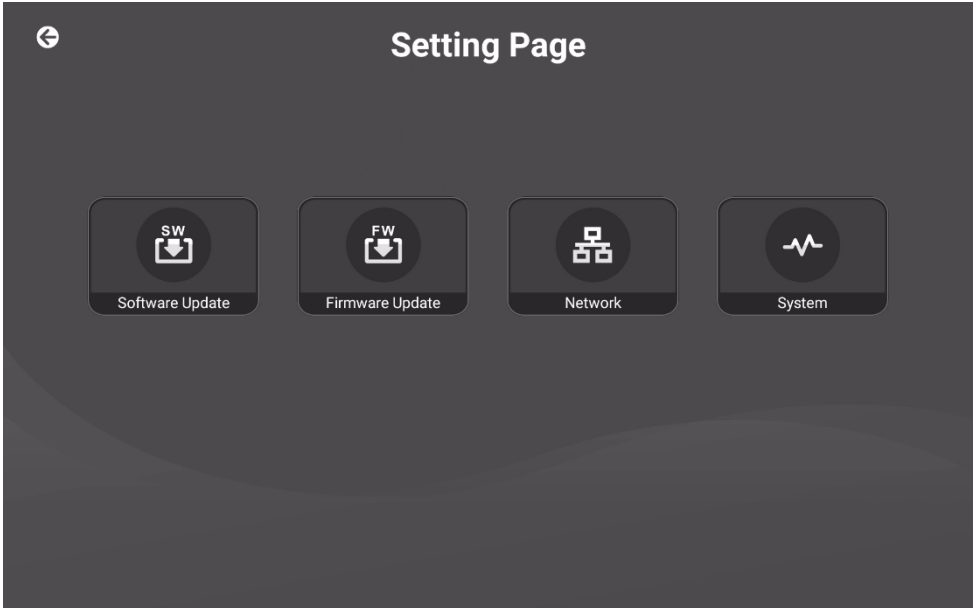 Setting Page
SW
FW
Software Update
Firmware Update
Network
System